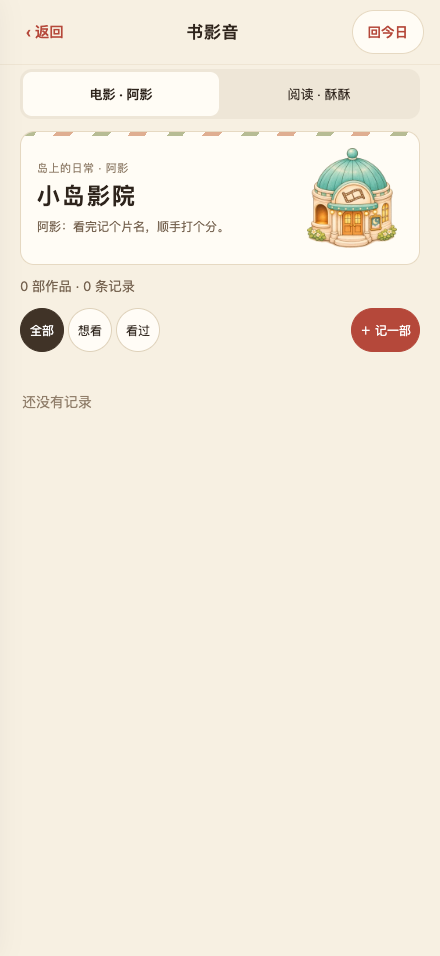 ‹ 返回
书影音
回今日
电影 · 阿影
阅读 · 酥酥
岛上的日常 · 阿影
小岛影院
阿影：看完记个片名，顺手打个分。
0 部作品 · 0 条记录
全部
想看
看过
+ 记一部
还没有记录